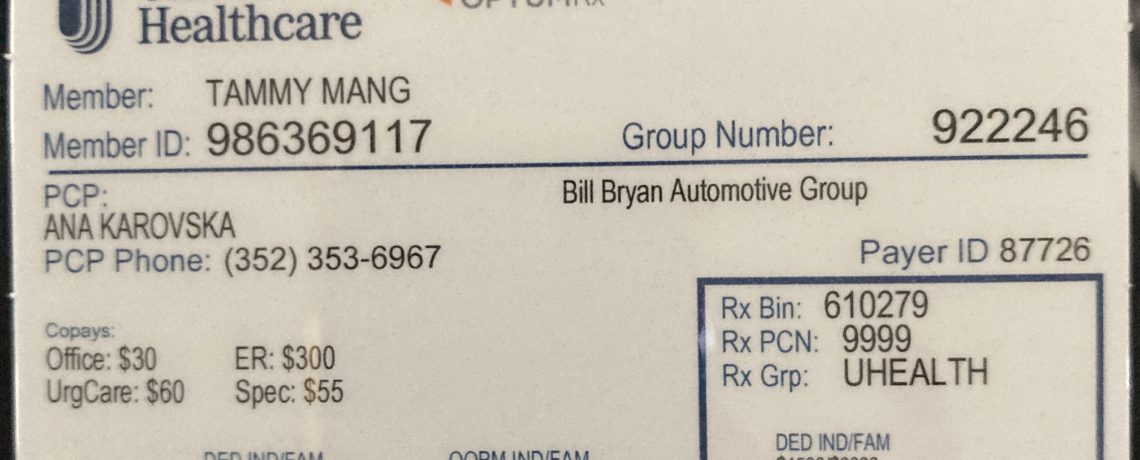 Healthcare
Member: TAMMY MANG
Member ID: 986369117 Group Number: 922246
PCP: Bill Bryan Automotive Group
ANA KAROVSKA
PCP Phone: (352) 353-6967
Payer ID 87726
Rx Bin: 610279
Rx PCN: 9999
Rx Grp: UHEALTH
Copays:
Office: $30 ER: $300
UrgCare: $60 Spec: $55
DED IND/FAM OOPM IND/FAM
DED IND/FAM